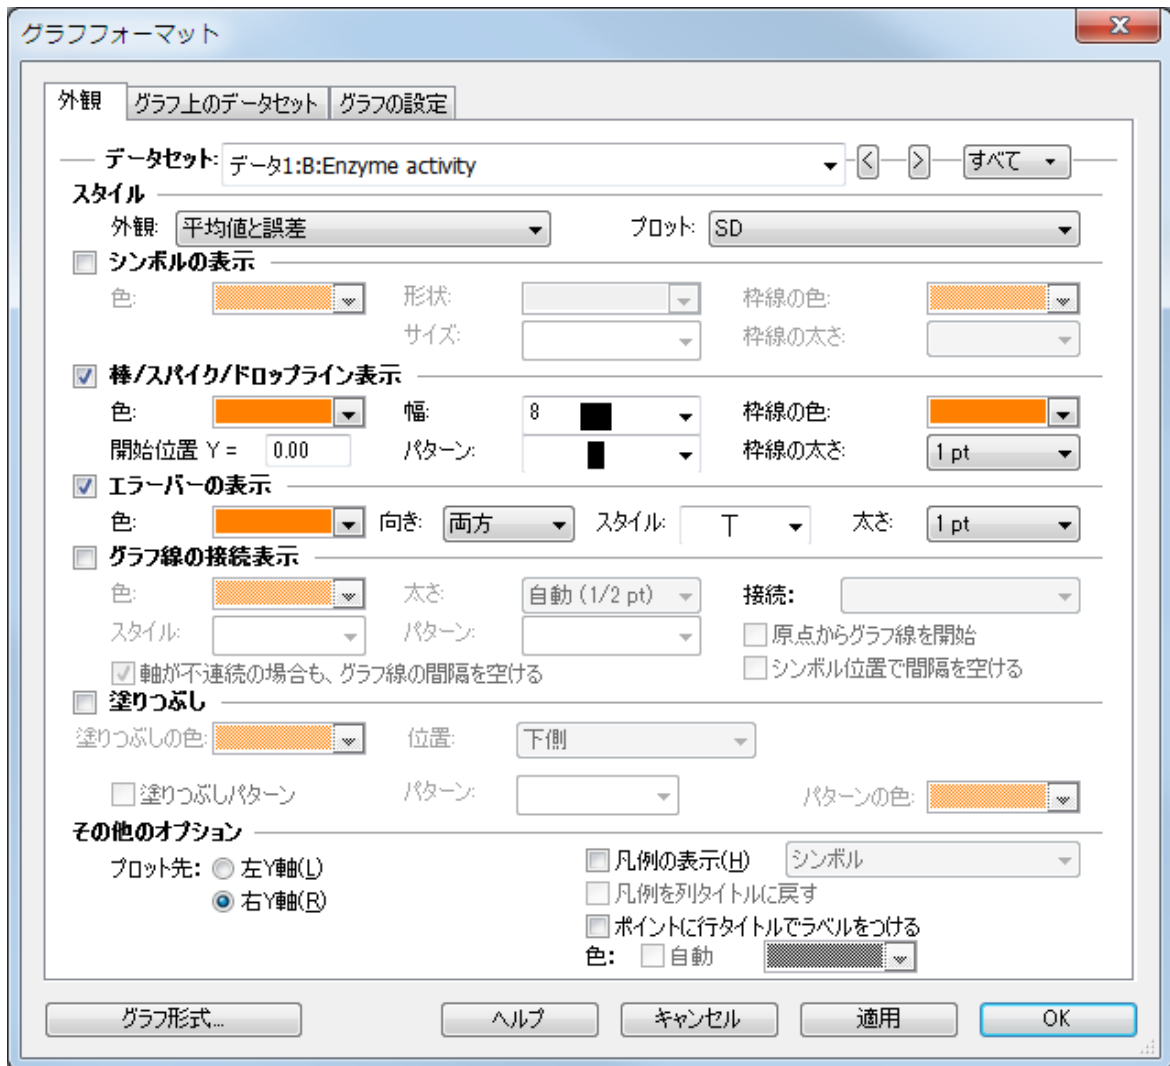 グラフフォーマット
外観 グラフ上のデータセット グラフの設定
データセット: データ1:B:Enzyme activity < > すべて
スタイル
外観: 平均値と誤差 プロット: SD
シンボルの表示
色: 形状: 枠線の色:
サイズ: 枠線の太さ:
棒/スパイク/ドロップライン表示
色: 幅: 8 枠線の色:
開始位置 Y = 0.00 パターン: 枠線の太さ: 1 pt
エラーバーの表示
色: 向き: 両方 スタイル: 太さ: 1 pt
グラフ線の接続表示
色: 太さ: 自動 (1/2 pt) 接続:
スタイル: パターン: 原点からグラフ線を開始
軸が不連続の場合も、グラフ線の間隔を空ける シンボル位置で間隔を空ける
塗りつぶし
塗りつぶしの色: 位置: 下側
塗りつぶしパターン パターン: パターンの色:
その他のオプション
プロット先: 左Y軸(L) 凡例の表示(H) シンボル
右Y軸(R) 凡例を列タイトルに戻す
ポイントに行タイトルでラベルをつける
色: 自動
グラフ形式... ヘルプ キャンセル 適用 OK